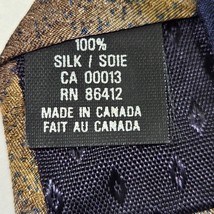 100%
SILK / SOIE
CA 00013
RN 86412
MADE IN CANADA
FAIT AU CANADA